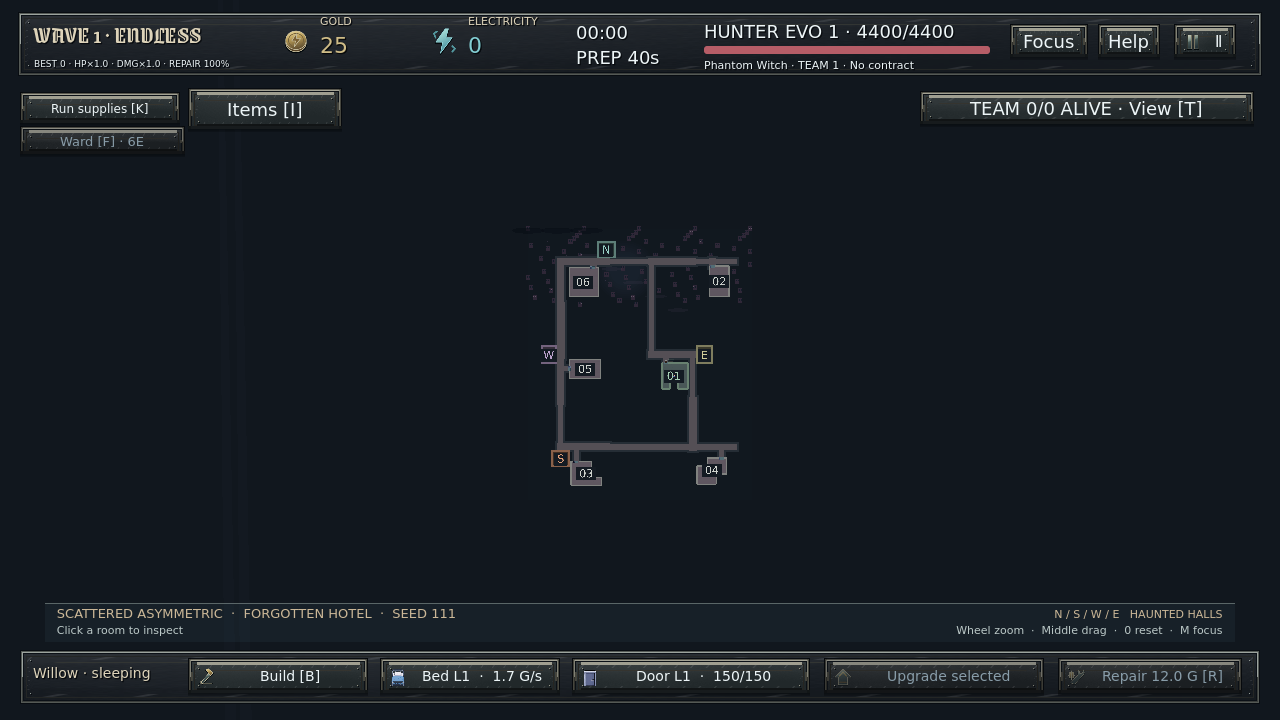 WAVE 1 · ENDLESS
BEST 0 · HP×1.0 · DMG×1.0 · REPAIR 100%
GOLD
25
ELECTRICITY
0
00:00
PREP 40s
HUNTER EVO 1 · 4400/4400
Phantom Witch · TEAM 1 · No contract
Focus
Help
Run supplies [K]
Items [I]
Ward [F] · 6E
TEAM 0/0 ALIVE · View [T]
N
06
02
W
E
05
01
S
03
04
SCATTERED ASYMMETRIC · FORGOTTEN HOTEL · SEED 111
Click a room to inspect
N / S / W / E HAUNTED HALLS
Wheel zoom · Middle drag · 0 reset · M focus
Willow · sleeping
Build [B]
Bed L1 · 1.7 G/s
Door L1 · 150/150
Upgrade selected
Repair 12.0 G [R]